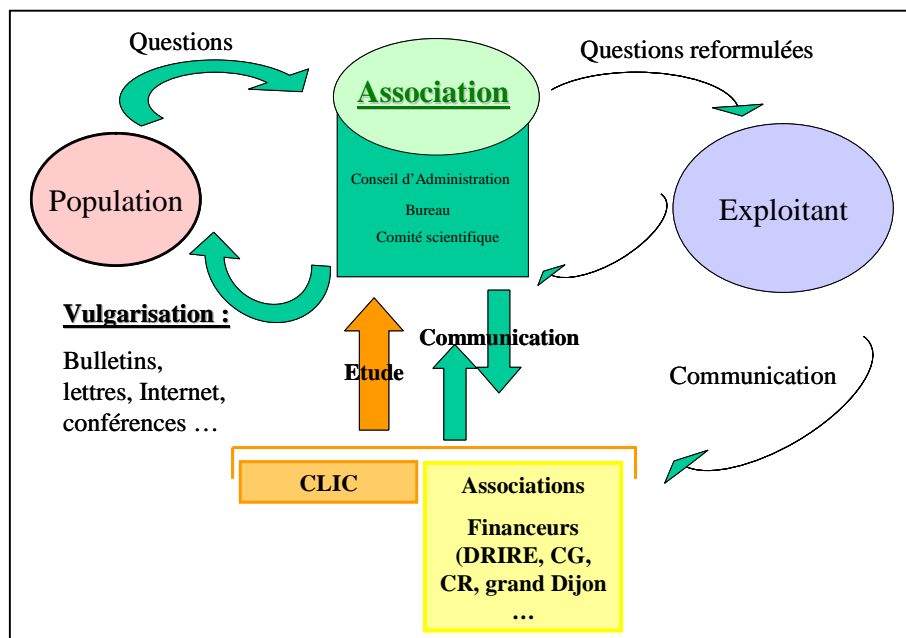 Questions
Questions reformulées
Association
Conseil d'Administration
Bureau
Comité scientifique
Population
Exploitant
Vulgarisation :
Bulletins,
lettres, Internet,
conférences …
Communication
Etude
Communication
CLIC
Associations
Financeurs
(DRIRE, CG,
CR, grand Dijon
…